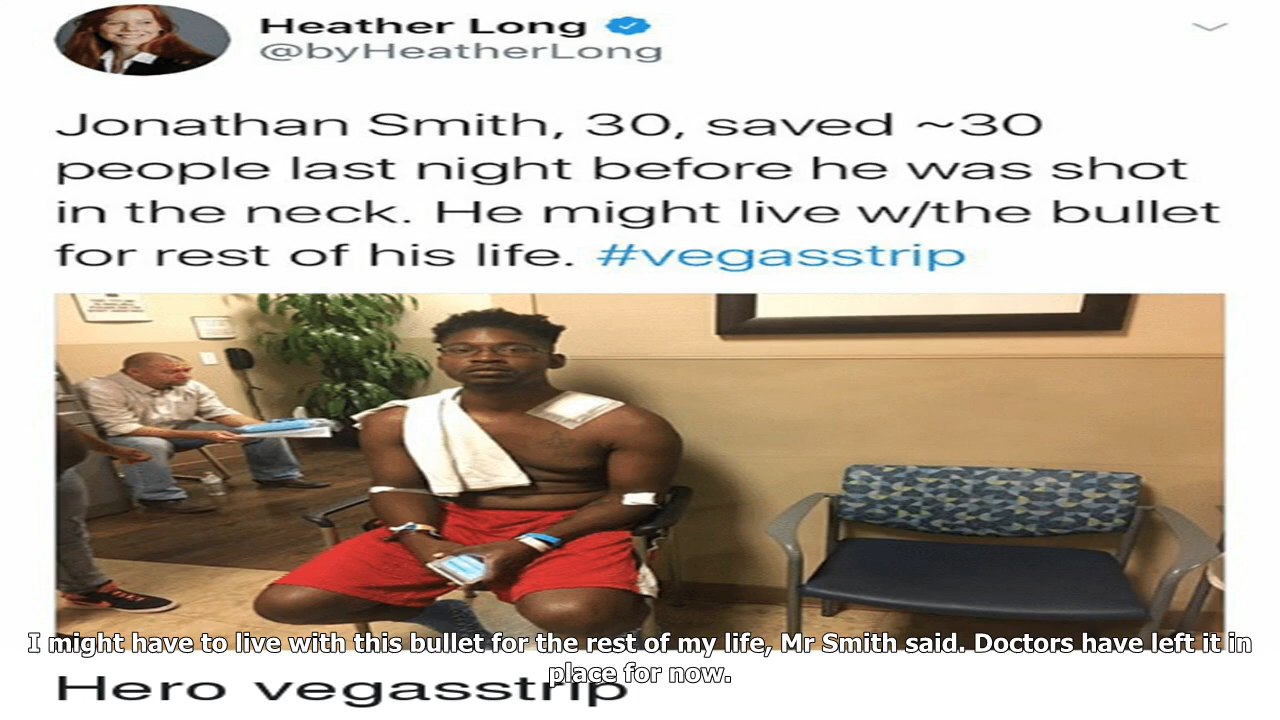 Heather Long
@byHeatherLong
Jonathan Smith, 30, saved ~30
people last night before he was shot
in the neck. He might live w/the bullet
for rest of his life. #vegasstrip
I might have to live with this bullet for the rest of my life, Mr Smith said. Doctors have left it in
place for now.
Hero vegasstrip